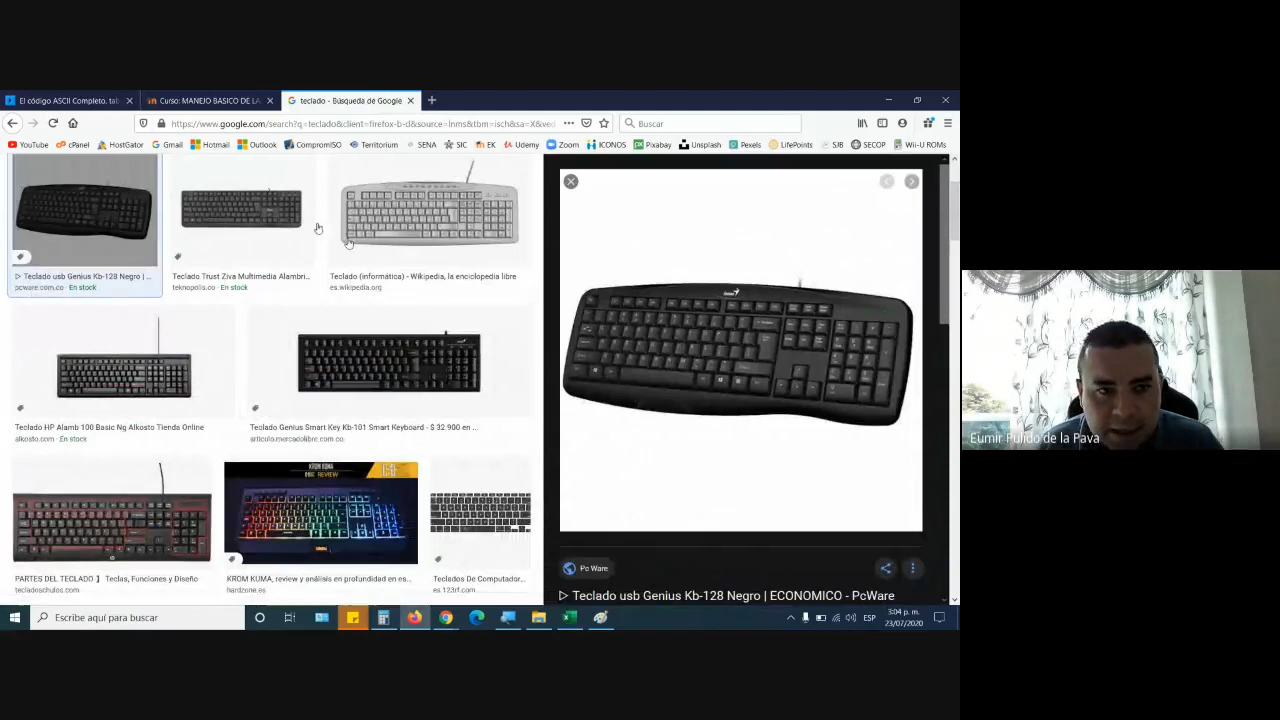 El código ASCII Completo, tab
Curso: MANEJO BASICO DE LA
teclado - Búsqueda de Google
https://www.google.com/search?q=teclado&client=firefox-b-d&source=lnms&tbm=isch&sa=X&ved
Buscar
YouTube cPanel HostGator Gmail Hotmail Outlook CompromISO Territorium SENA SIC EK Udemy Zoom ICONOS Pixabay Unsplash Pexels LifePoints SJB SECOP Wii-U ROMs
▷ Teclado usb Genius Kb-128 Negro | ...
pcware.com.co · En stock
Teclado Trust Ziva Multimedia Alambri...
teknopolis.co · En stock
Teclado (informática) - Wikipedia, la enciclopedia libre
es.wikipedia.org
Teclado HP Alamb 100 Basic Ng Alkosto Tienda Online
alkosto.com · En stock
Teclado Genius Smart Key Kb-101 Smart Keyboard - $ 32.900 en ...
articulo.mercadolibre.com.co
KROM KUMA
REVIEW
PARTES DEL TECLADO 】 Teclas, Funciones y Diseño
tecladoschulos.com
KROM KUMA, review y análisis en profundidad en es...
hardzone.es
Teclados De Computador...
es.123rf.com
Pc Ware
▷ Teclado usb Genius Kb-128 Negro | ECONOMICO - PcWare
Eumir Pulido de la Pava
Escribe aquí para buscar
ESP
3:04 p. m.
23/07/2020